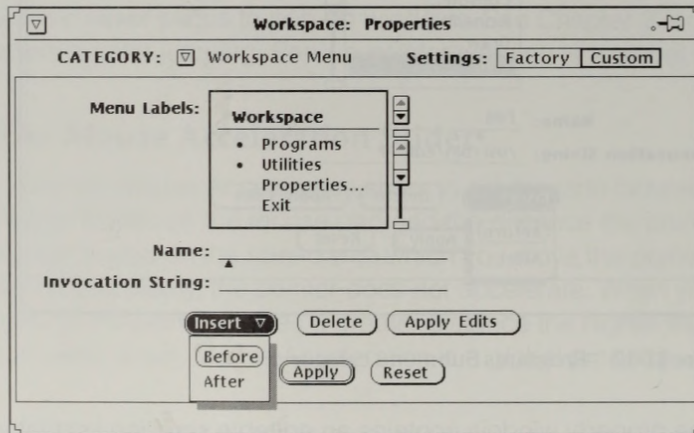 Workspace: Properties
CATEGORY: Workspace Menu Settings: Factory Custom
Menu Labels:
Workspace
• Programs
• Utilities
Properties...
Exit
Name:
Invocation String:
Insert Delete Apply Edits
Before
After
Apply Reset